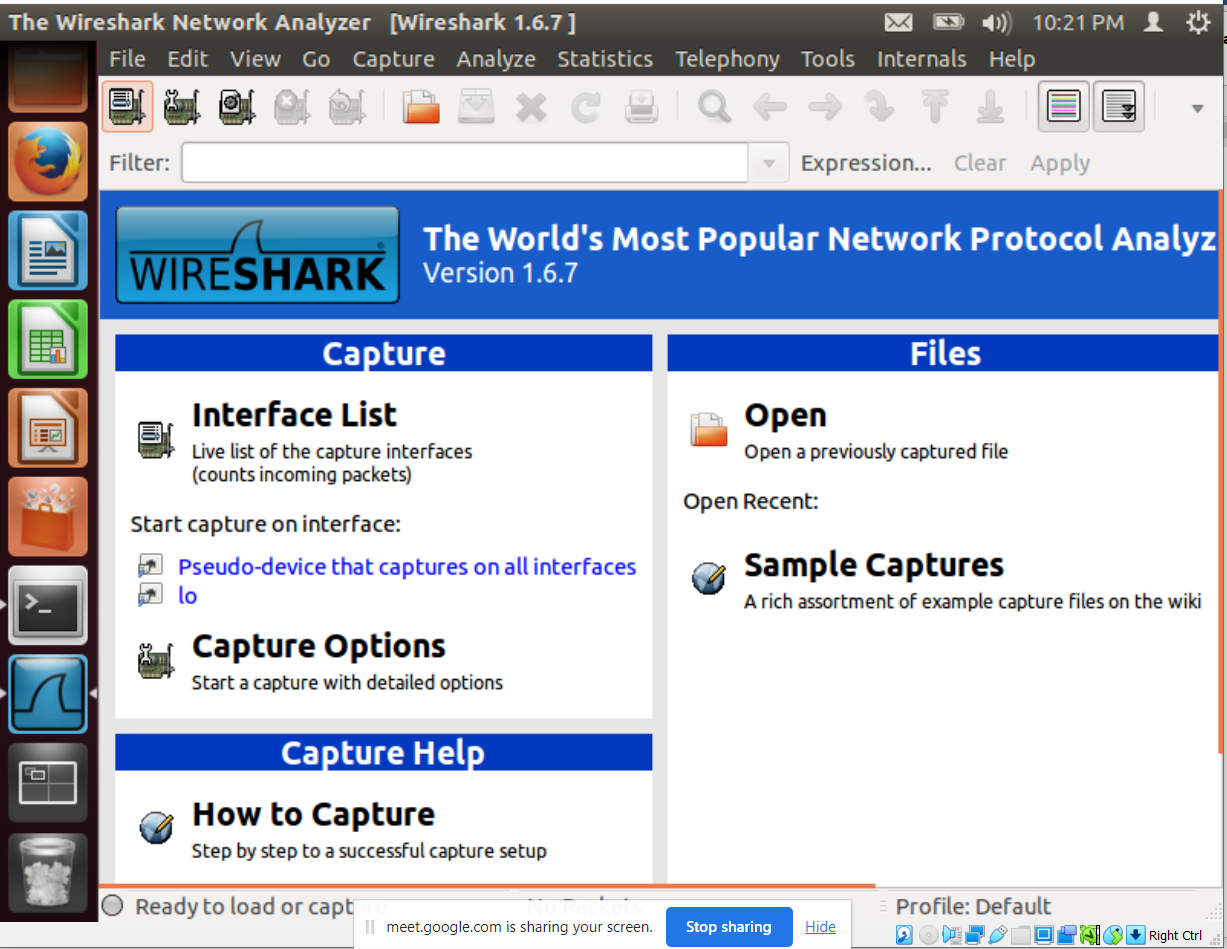 The Wireshark Network Analyzer [Wireshark 1.6.7 ]
10:21 PM
File Edit View Go Capture Analyze Statistics Telephony Tools Internals Help
Filter:
Expression... Clear Apply
WIRESHARK
The World's Most Popular Network Protocol Analyz
Version 1.6.7
Capture
Interface List
Live list of the capture interfaces
(counts incoming packets)
Start capture on interface:
Pseudo-device that captures on all interfaces
lo
Capture Options
Start a capture with detailed options
Capture Help
How to Capture
Step by step to a successful capture setup
Files
Open
Open a previously captured file
Open Recent:
Sample Captures
A rich assortment of example capture files on the wiki
Ready to load or capture
No Packets
Profile: Default
meet.google.com is sharing your screen.
Stop sharing
Hide
Right Ctrl